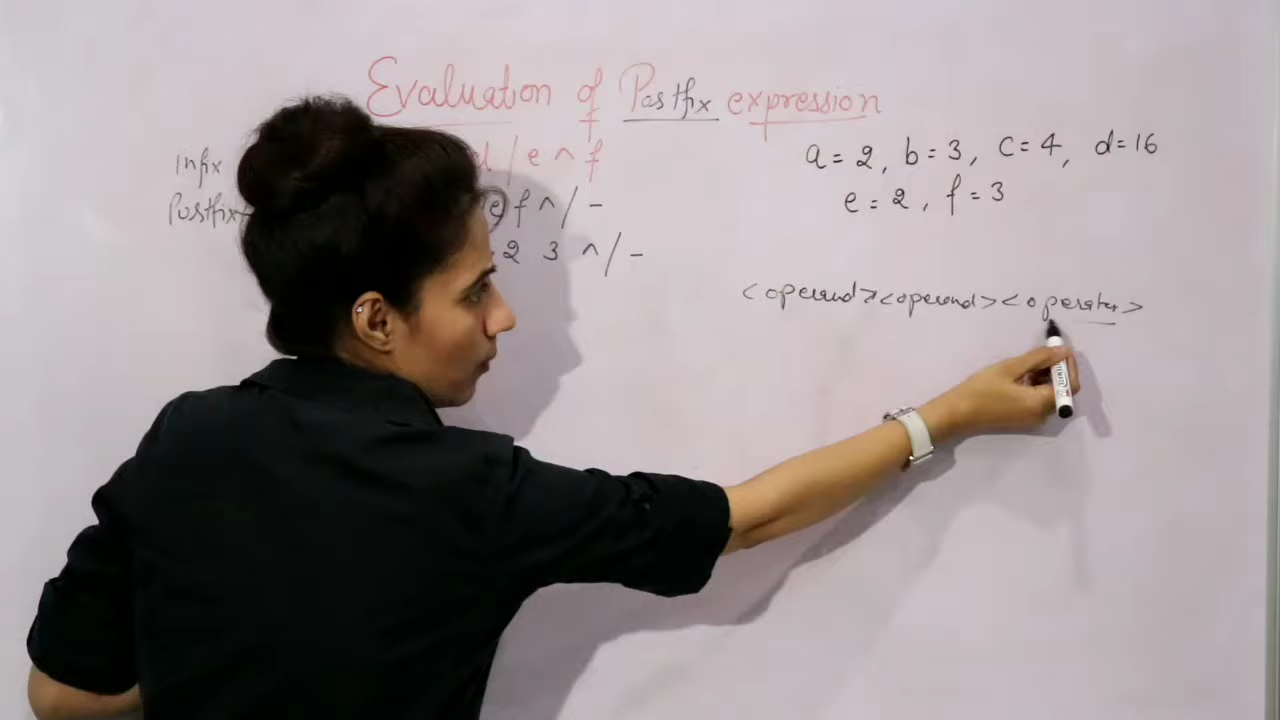 Evaluation of Postfix expression
Infix d / e ^ f
Postfix e f ^ / -
2 3 ^ / -
a = 2, b = 3, c = 4, d = 16
e = 2, f = 3
<operand><operand><operator>